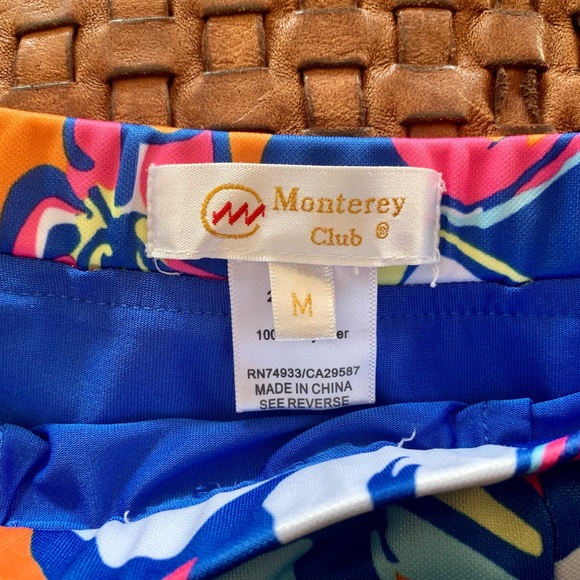 Monterey
Club ®
M
RN74933/CA29587
MADE IN CHINA
SEE REVERSE